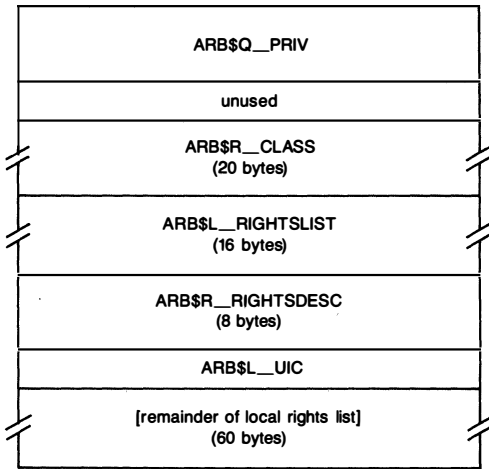 ARB$Q__PRIV
unused
ARB$R__CLASS
(20 bytes)
ARB$L__RIGHTSLIST
(16 bytes)
ARB$R__RIGHTSDESC
(8 bytes)
ARB$L__UIC
[remainder of local rights list]
(60 bytes)